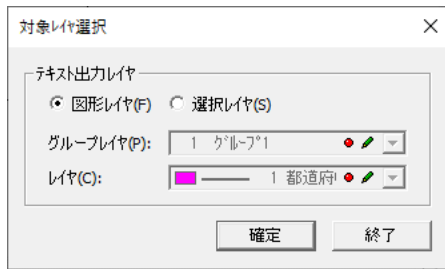 対象ﾚｲﾔ選択
ﾃｷｽﾄ出力ﾚｲﾔ
図形ﾚｲﾔ(F) 選択ﾚｲﾔ(S)
グループﾚｲﾔ(P): 1 ｸﾞﾙｰﾌﾟ1
ﾚｲﾔ(C): 1 都道府
確定 終了